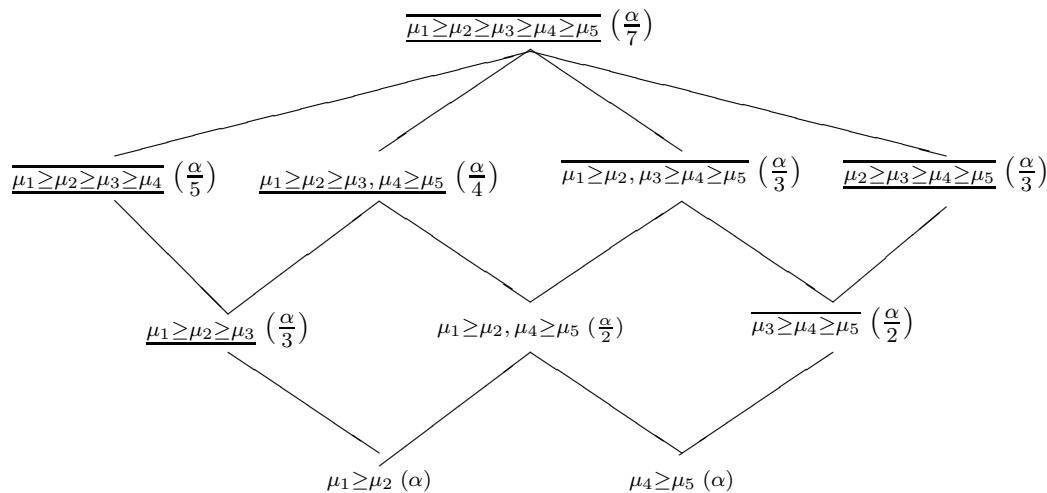 μ₁≥μ₂≥μ₃≥μ₄≥μ₅ (α/7)
μ₁≥μ₂≥μ₃≥μ₄ (α/5) μ₁≥μ₂≥μ₃, μ₄≥μ₅ (α/4) μ₁≥μ₂, μ₃≥μ₄≥μ₅ (α/3) μ₂≥μ₃≥μ₄≥μ₅ (α/3)
μ₁≥μ₂≥μ₃ (α/3) μ₁≥μ₂, μ₄≥μ₅ (α/2) μ₃≥μ₄≥μ₅ (α/2)
μ₁≥μ₂ (α) μ₄≥μ₅ (α)